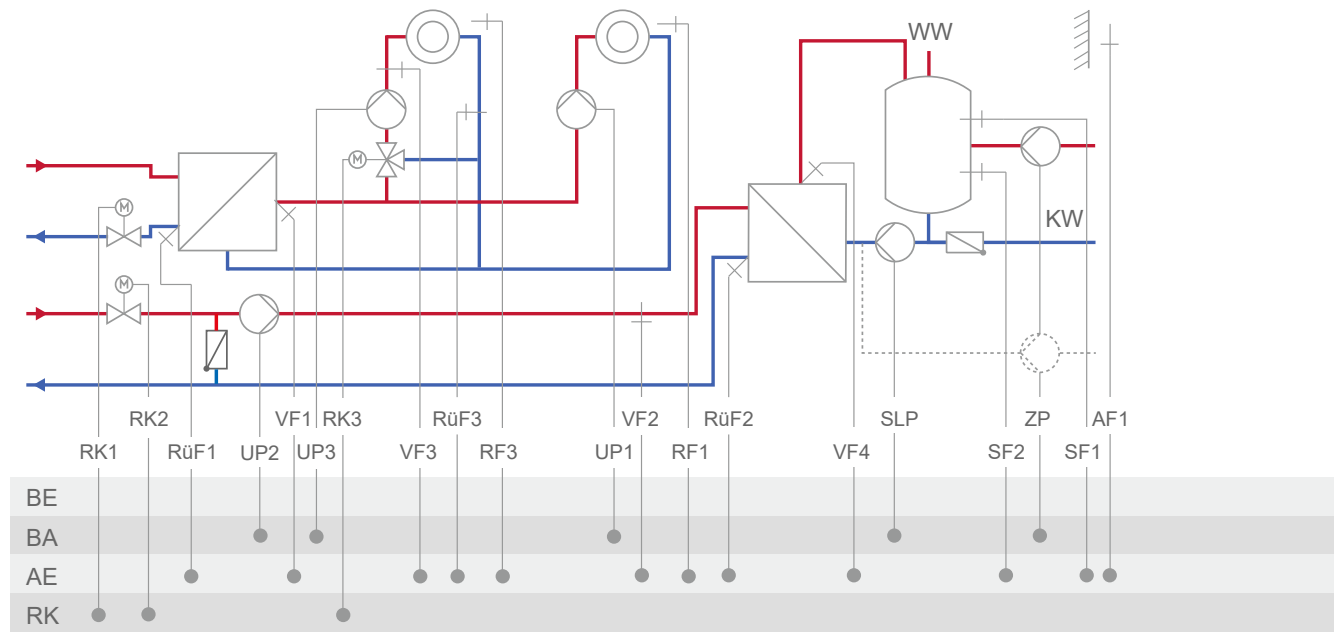 WW
M
KW
M
M
RK2 VF1 RK3 RüF3 VF2 RüF2 SLP ZP AF1
RK1 RüF1 UP2 UP3 VF3 RF3 UP1 RF1 VF4 SF2 SF1
BE
BA
AE
RK